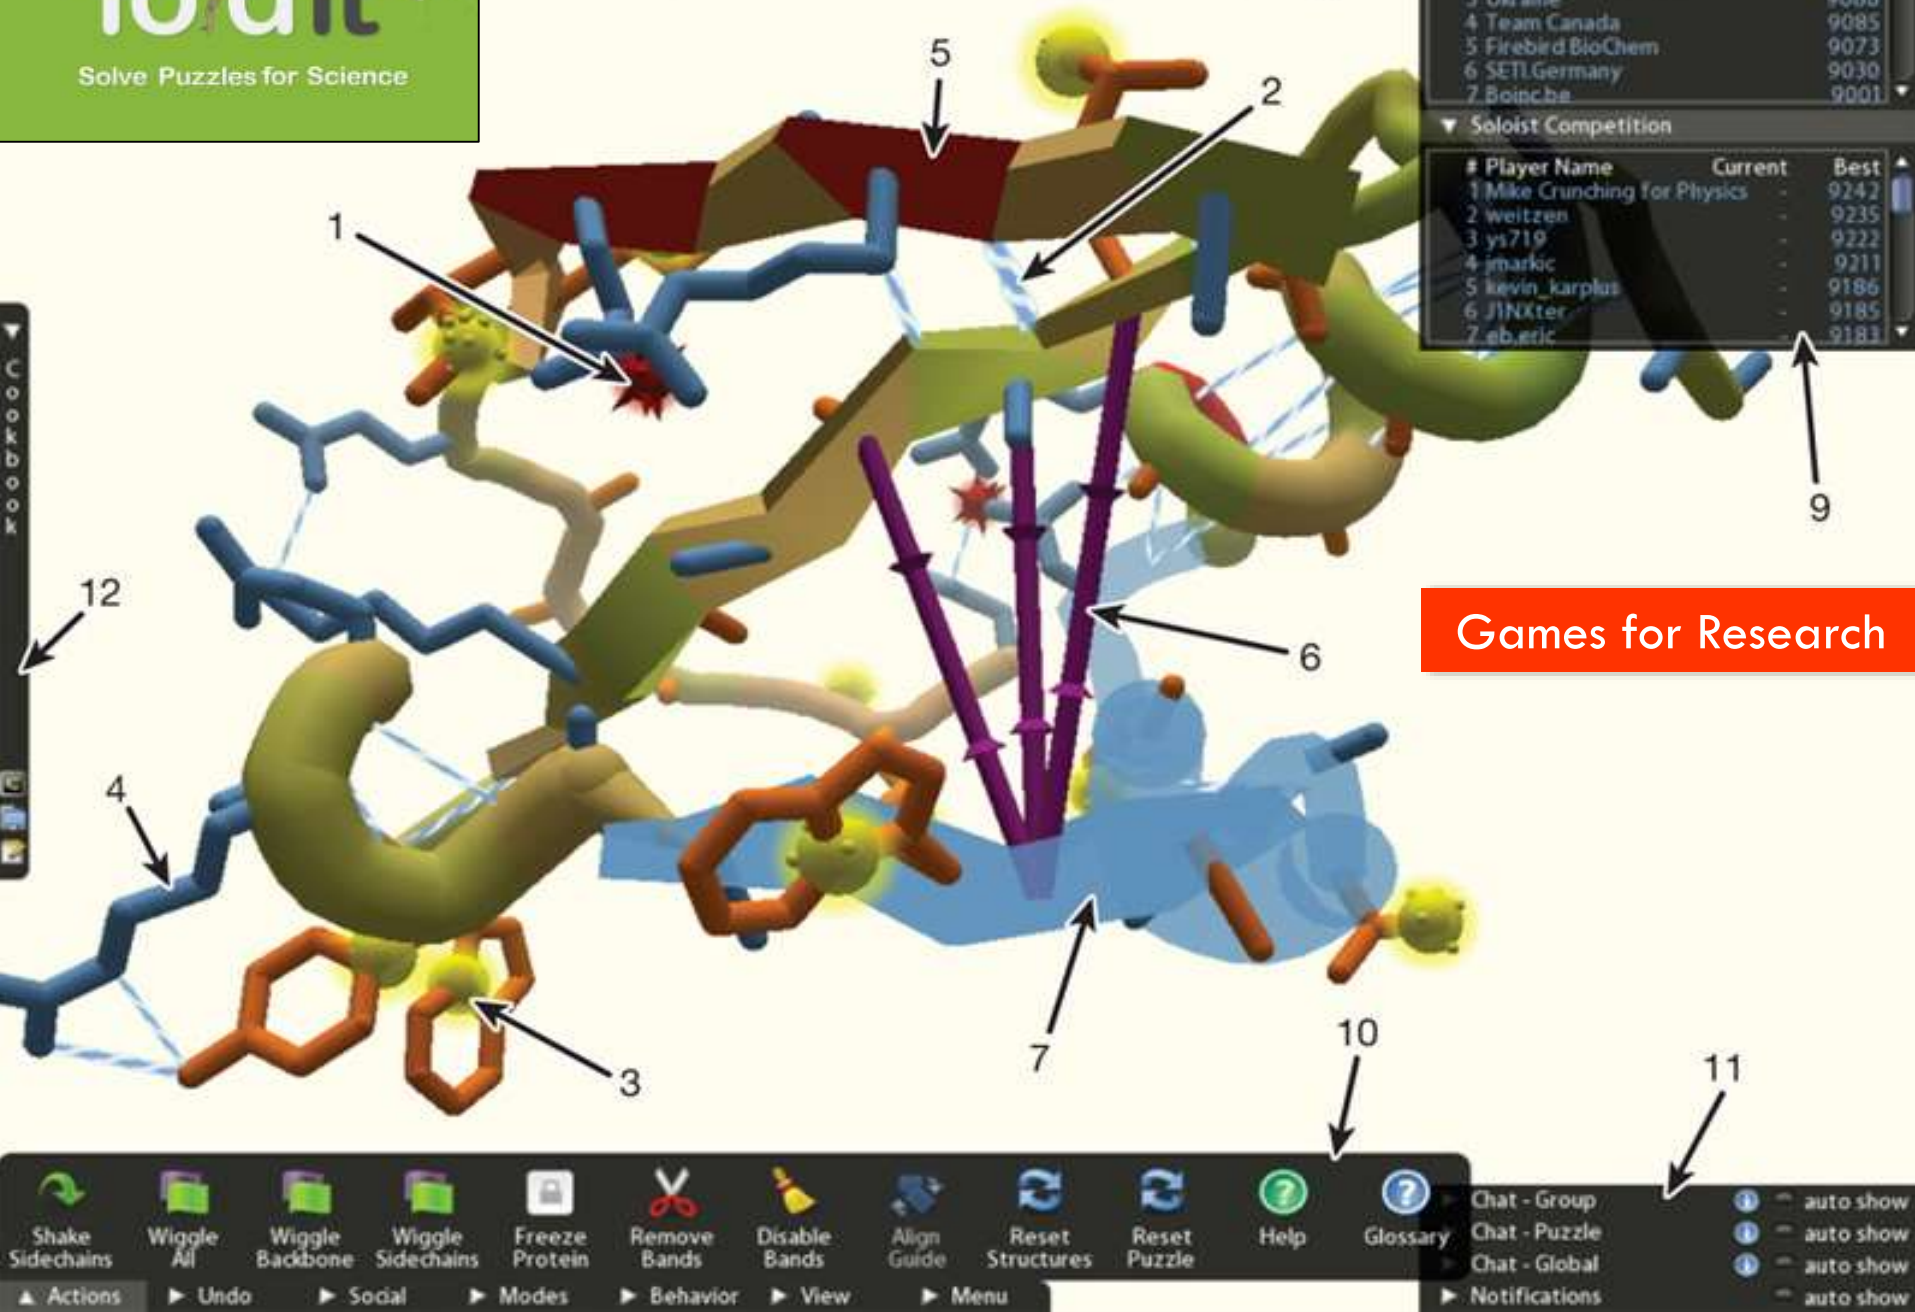 foldit
Solve Puzzles for Science
3 Ukraine 9088
4 Team Canada 9085
5 Firebird BioChem 9073
6 SETI.Germany 9030
7 Boinc.be 9001
▼ Soloist Competition
# Player Name Current Best
1 Mike Crunching for Physics - 9242
2 weitzen - 9235
3 ys719 - 9222
4 jmarkic - 9211
5 kevin_karplus - 9186
6 J1NXter - 9185
7 eb.eric - 9183
5
2
1
9
Cookbook
12
6
Games for Research
4
3
7
10
11
Shake Sidechains
Wiggle All
Wiggle Backbone
Wiggle Sidechains
Freeze Protein
Remove Bands
Disable Bands
Align Guide
Reset Structures
Reset Puzzle
Help
Glossary
▲ Actions ► Undo ► Social ► Modes ► Behavior ► View ► Menu
Chat - Group auto show
Chat - Puzzle auto show
Chat - Global auto show
► Notifications auto show